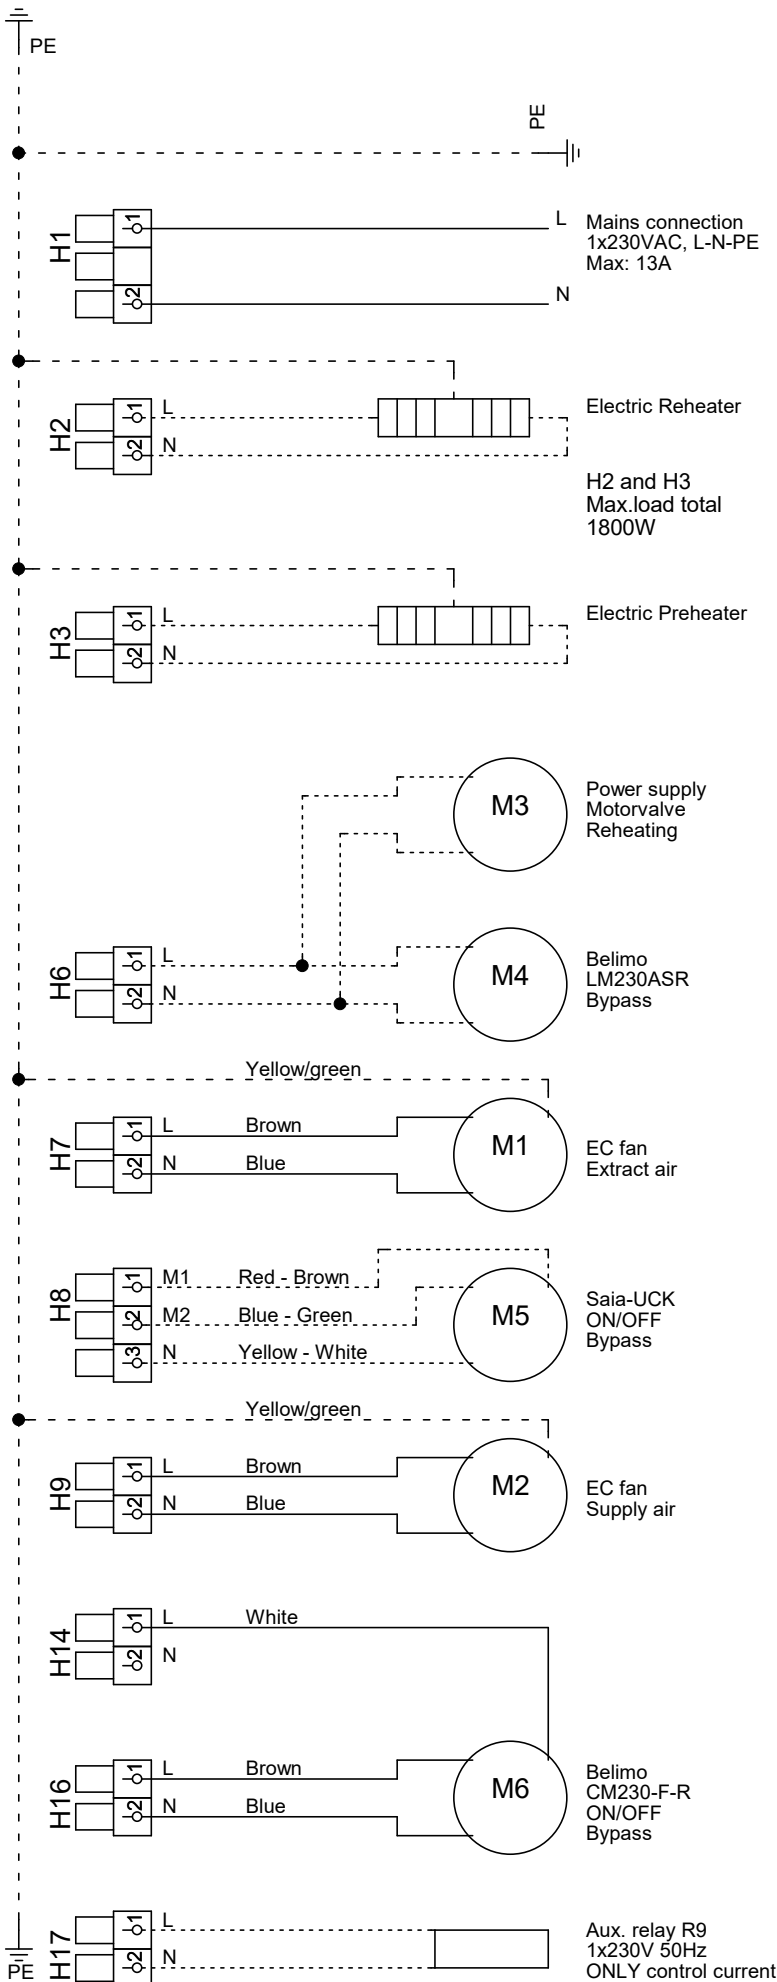 PE
PE
H1
1
L
Mains connection
1x230VAC, L-N-PE
Max: 13A
2
N
H2
1
L
Electric Reheater
2
N
H2 and H3
Max.load total
1800W
H3
1
L
Electric Preheater
2
N
M3
Power supply
Motorvalve
Reheating
H6
1
L
2
N
M4
Belimo
LM230ASR
Bypass
Yellow/green
H7
1
L
Brown
2
N
Blue
M1
EC fan
Extract air
H8
1
M1
Red - Brown
2
M2
Blue - Green
3
N
Yellow - White
M5
Saia-UCK
ON/OFF
Bypass
Yellow/green
H9
1
L
Brown
2
N
Blue
M2
EC fan
Supply air
H14
1
L
White
2
N
H16
1
L
Brown
2
N
Blue
M6
Belimo
CM230-F-R
ON/OFF
Bypass
H17
1
L
2
N
Aux. relay R9
1x230V 50Hz
ONLY control current
PE